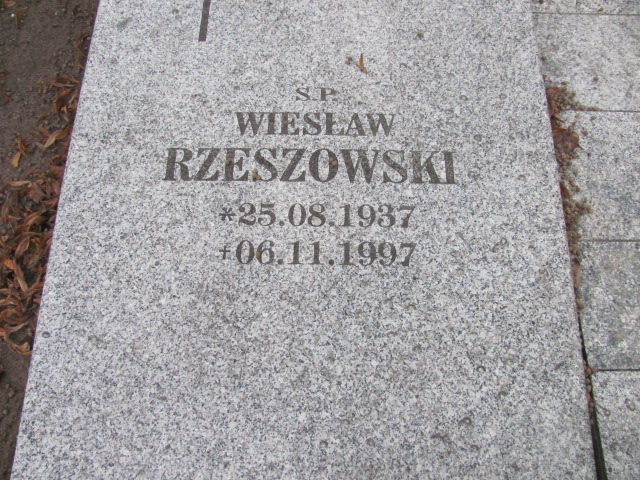 Ś.P.
WIESŁAW
RZESZOWSKI
*25.08.1937
†06.11.1997